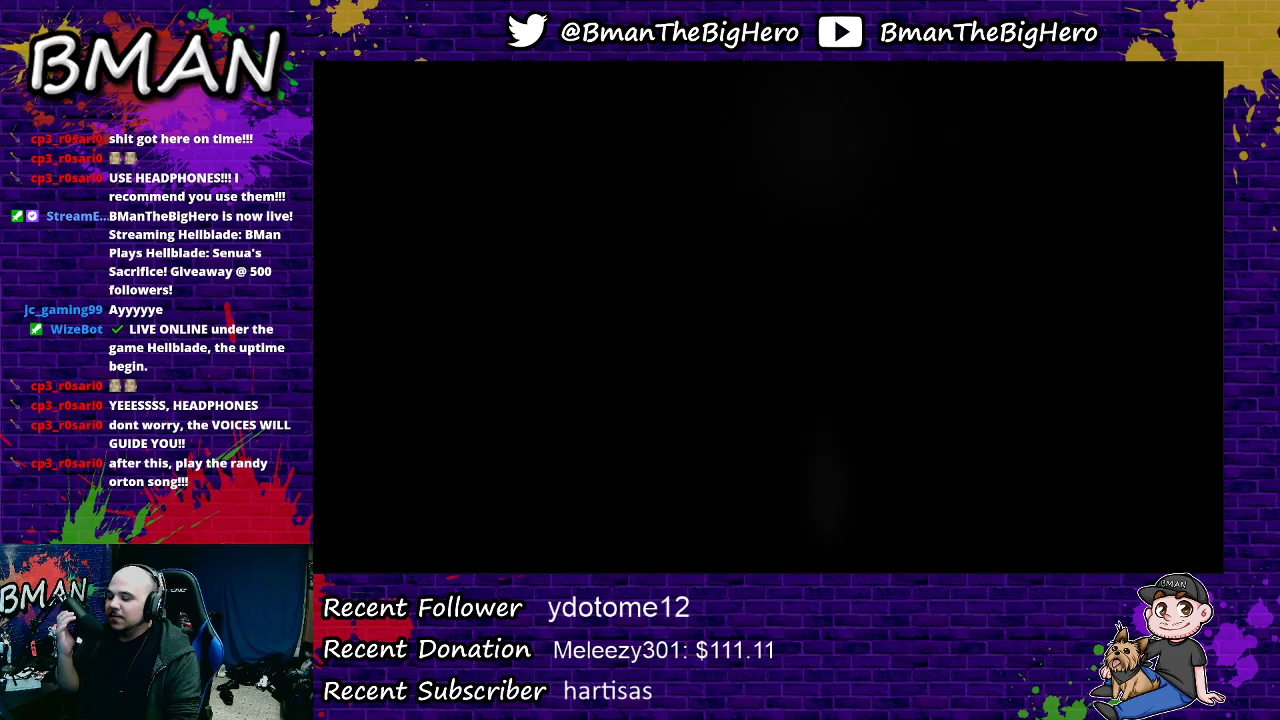 BMAN
@BmanTheBigHero BmanTheBigHero
cp3_r0sari0 shit got here on time!!!
cp3_r0sari0
cp3_r0sari0 USE HEADPHONES!!! I
recommend you use them!!!
StreamE... BManTheBigHero is now live!
Streaming Hellblade: BMan
Plays Hellblade: Senua's
Sacrifice! Giveaway @ 500
followers!
jc_gaming99 Ayyyyye
WizeBot LIVE ONLINE under the
game Hellblade, the uptime
begin.
cp3_r0sari0
cp3_r0sari0 YEEESSSS, HEADPHONES
cp3_r0sari0 dont worry, the VOICES WILL
GUIDE YOU!!
cp3_r0sari0 after this, play the randy
orton song!!!
BMAN
Recent Follower ydotome12
Recent Donation Meleezy301: $111.11
Recent Subscriber hartisas
BMAN